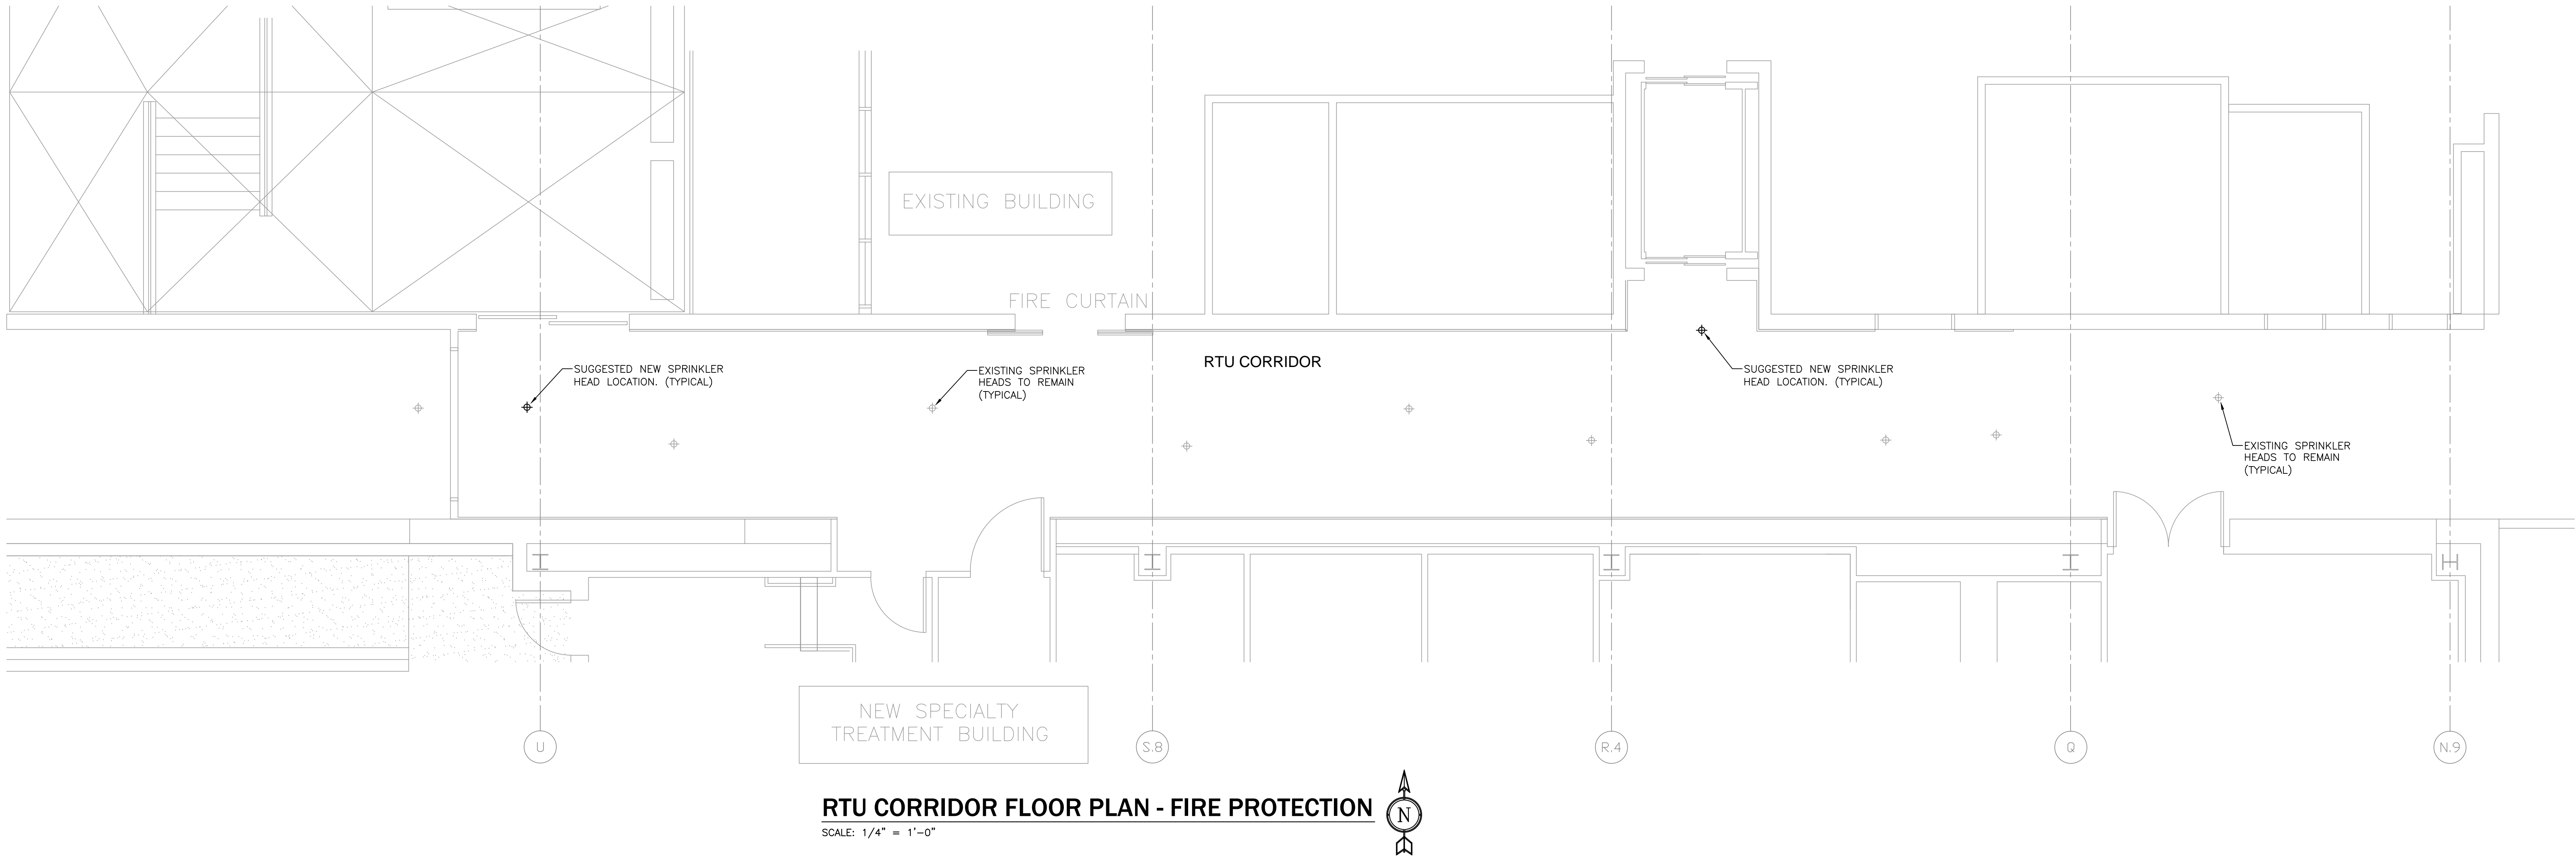 EXISTING BUILDING
FIRE CURTAIN
RTU CORRIDOR
SUGGESTED NEW SPRINKLER
HEAD LOCATION. (TYPICAL)
EXISTING SPRINKLER
HEADS TO REMAIN
(TYPICAL)
SUGGESTED NEW SPRINKLER
HEAD LOCATION. (TYPICAL)
EXISTING SPRINKLER
HEADS TO REMAIN
(TYPICAL)
NEW SPECIALTY
TREATMENT BUILDING
U
S.8
R.4
Q
N.9
RTU CORRIDOR FLOOR PLAN - FIRE PROTECTION
SCALE: 1/4" = 1'-0"
N